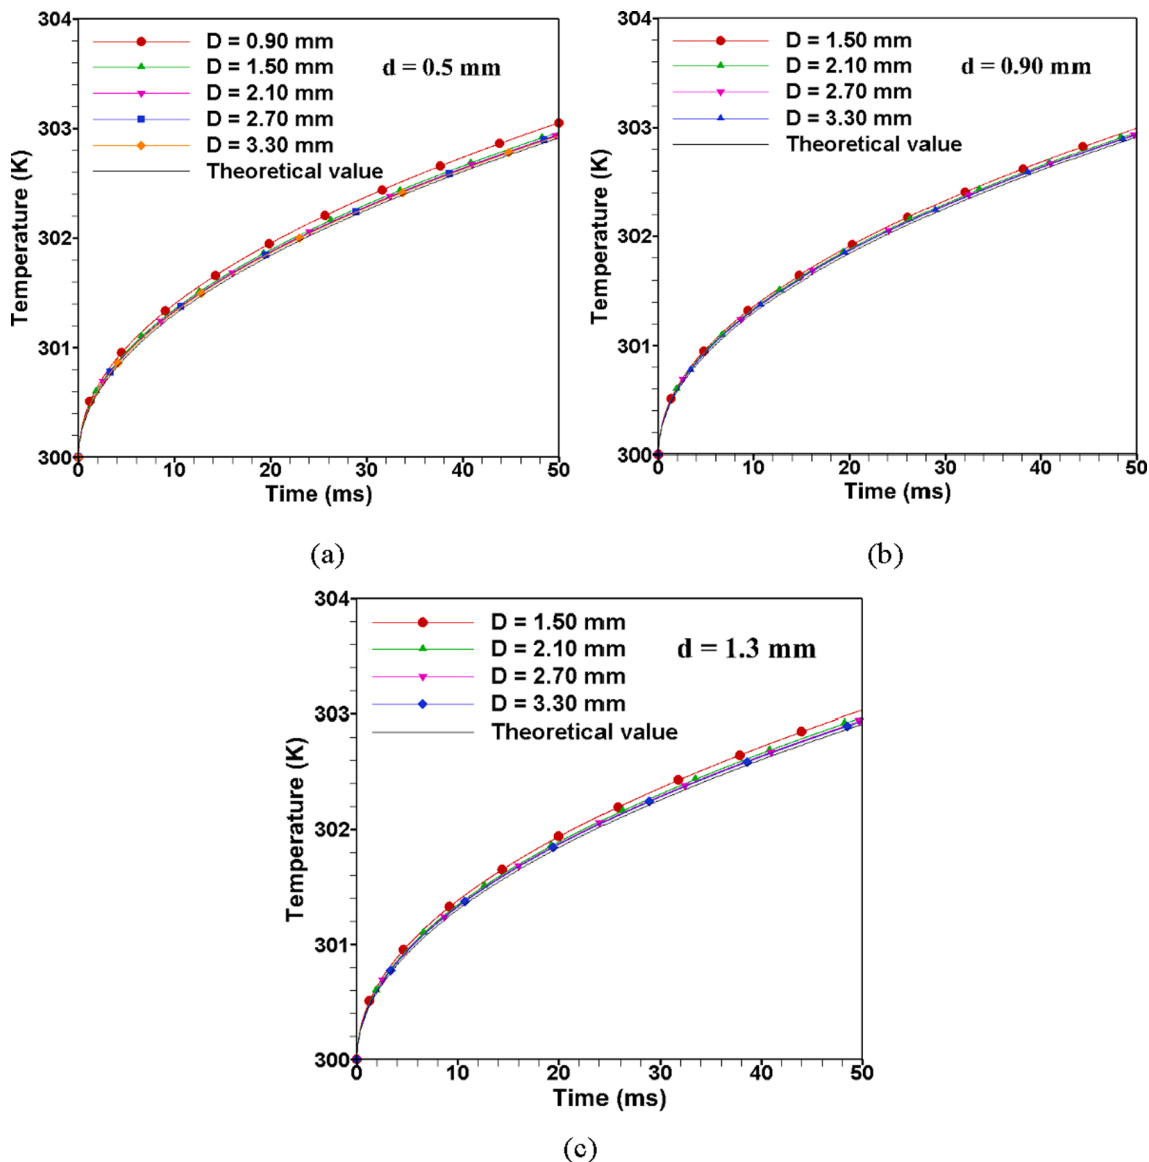 304
D = 0.90 mm
D = 1.50 mm
d = 0.5 mm
D = 2.10 mm
D = 2.70 mm
303
D = 3.30 mm
Theoretical value
302
301
300
0 10 20 30 40 50
Temperature (K)
Time (ms)
(a)
304
D = 1.50 mm
D = 2.10 mm
d = 0.90 mm
D = 2.70 mm
D = 3.30 mm
303
Theoretical value
302
301
300
0 10 20 30 40 50
Temperature (K)
Time (ms)
(b)
304
D = 1.50 mm
D = 2.10 mm
d = 1.3 mm
D = 2.70 mm
D = 3.30 mm
Theoretical value
303
302
301
300
0 10 20 30 40 50
Temperature (K)
Time (ms)
(c)